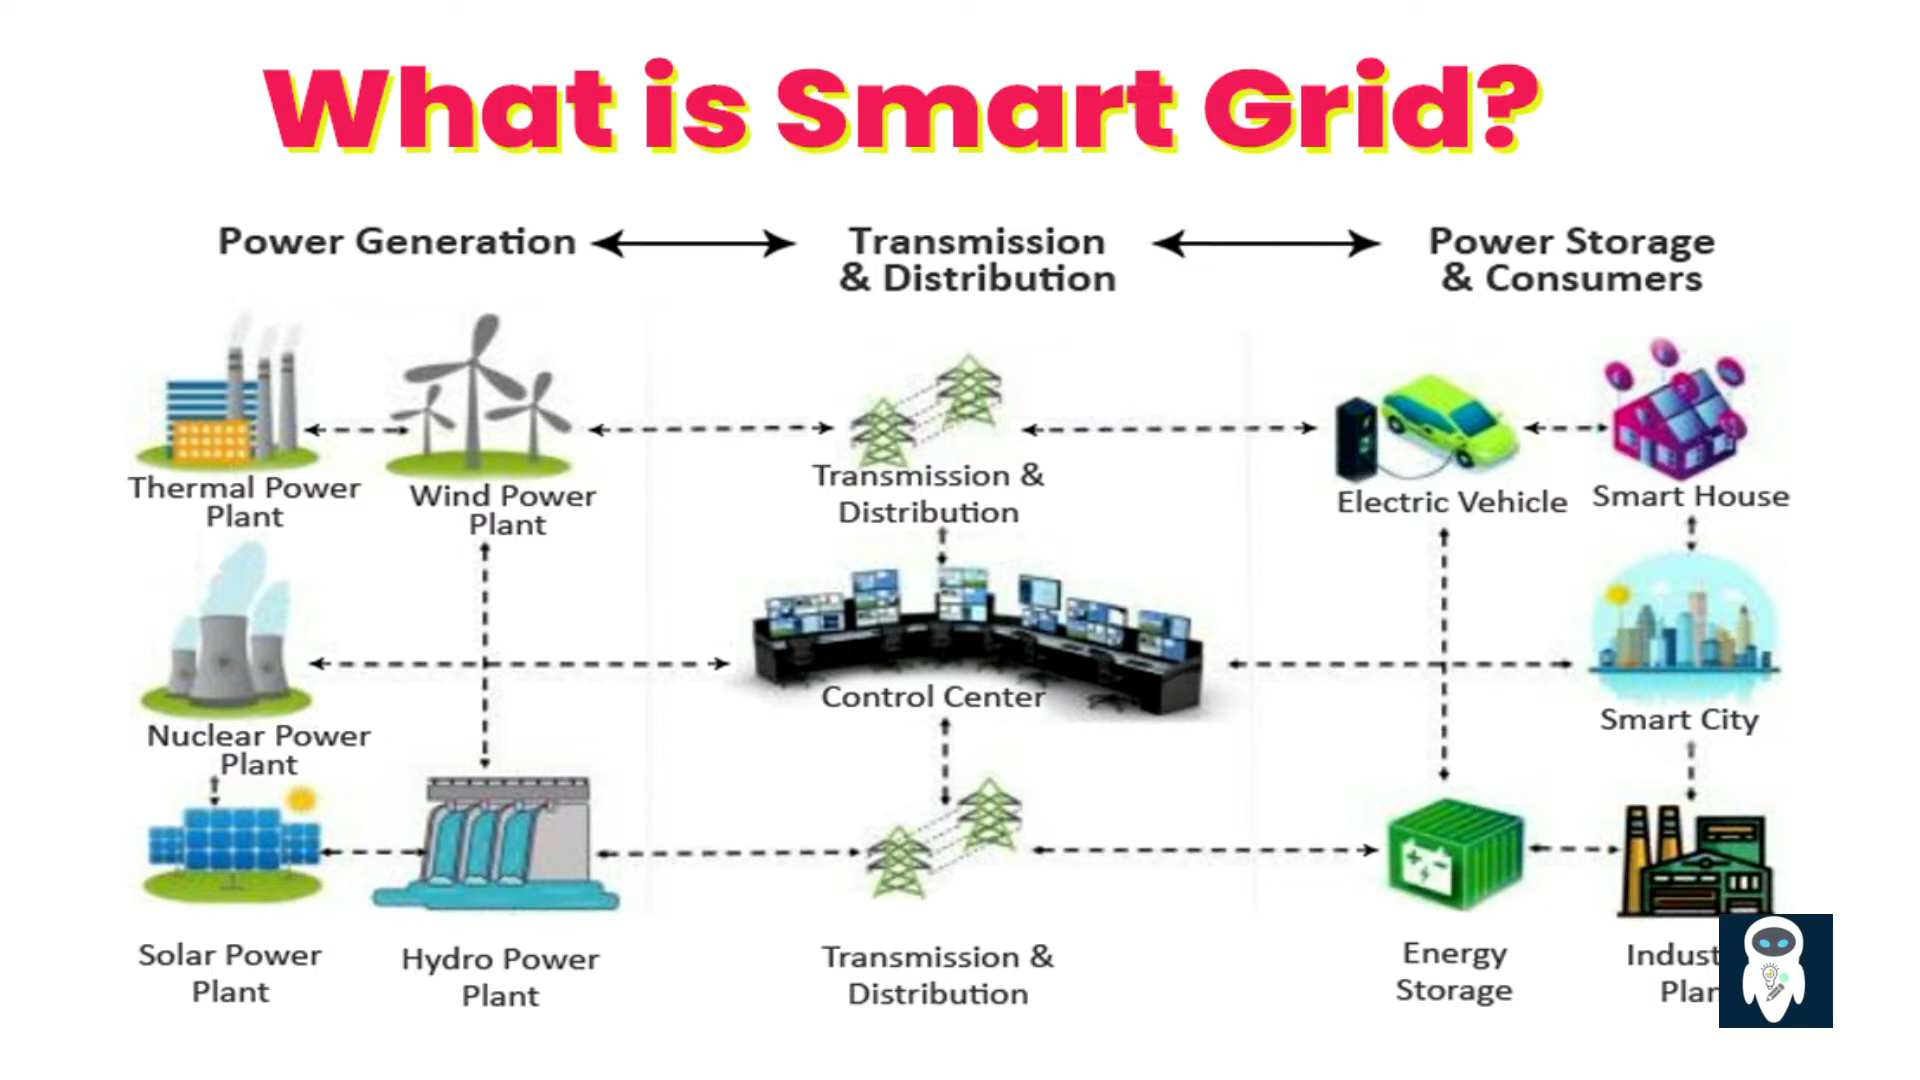 What is Smart Grid?
Power Generation
Transmission
& Distribution
Power Storage
& Consumers
Thermal Power
Plant
Wind Power
Plant
Transmission &
Distribution
Electric Vehicle
Smart House
Nuclear Power
Plant
Control Center
Smart City
Solar Power
Plant
Hydro Power
Plant
Transmission &
Distribution
Energy
Storage